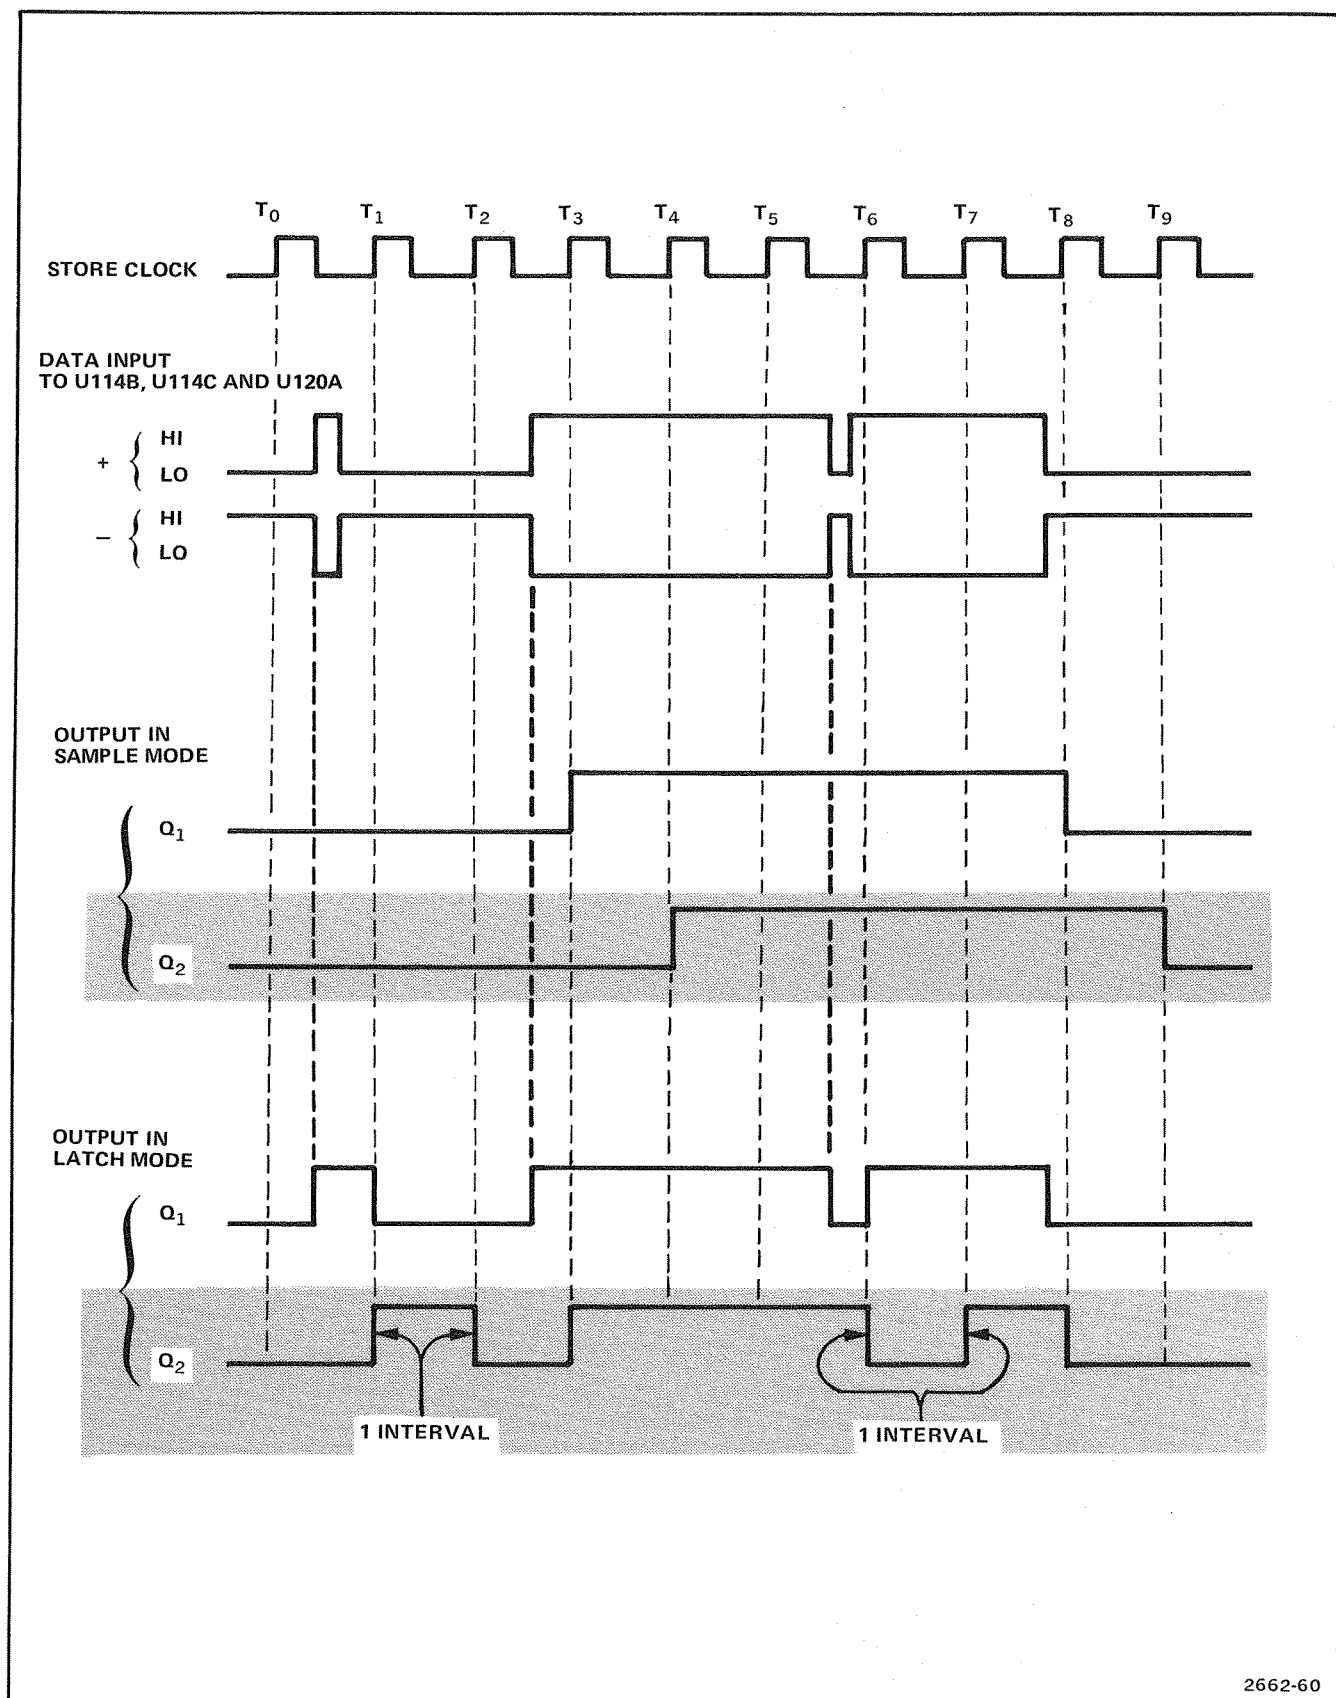 T0 T1 T2 T3 T4 T5 T6 T7 T8 T9
STORE CLOCK
DATA INPUT
TO U114B, U114C AND U120A
+ { HI
LO
− { HI
LO
OUTPUT IN
SAMPLE MODE
Q1
Q2
OUTPUT IN
LATCH MODE
Q1
Q2
1 INTERVAL 1 INTERVAL
2662-60